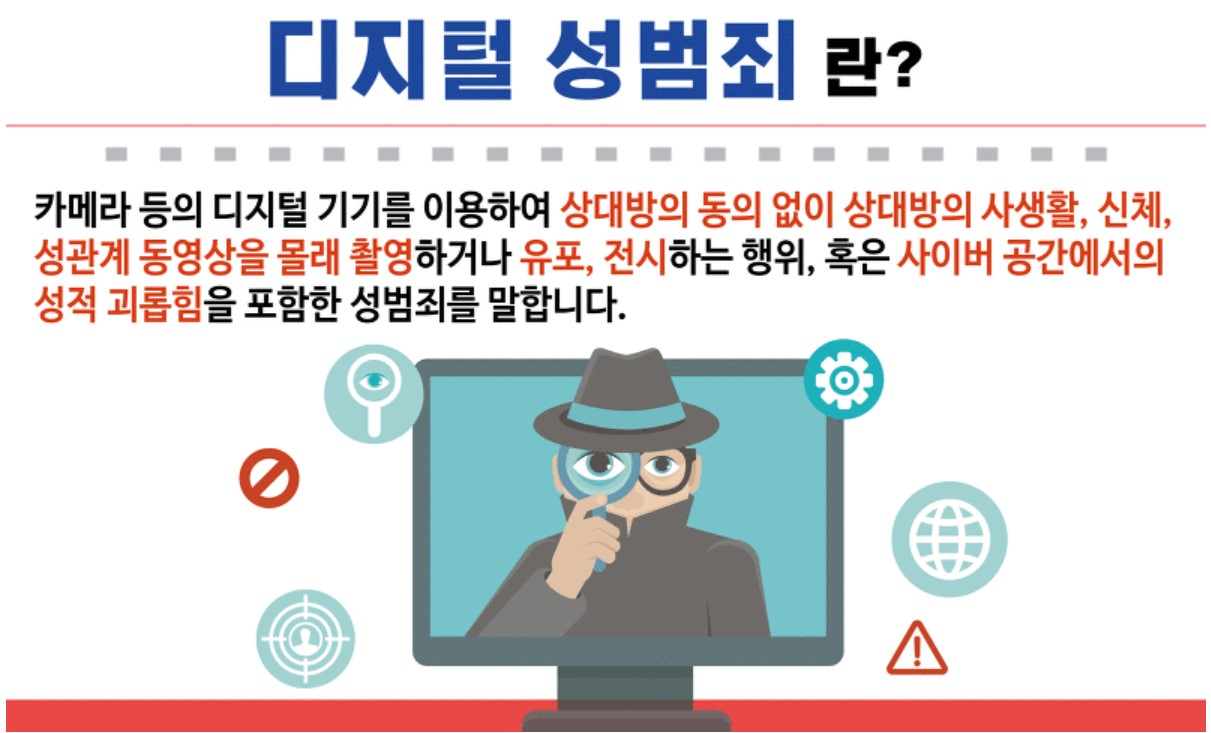 디지털 성범죄 란?
카메라 등의 디지털 기기를 이용하여 상대방의 동의 없이 상대방의 사생활, 신체,
성관계 동영상을 몰래 촬영하거나 유포, 전시하는 행위, 혹은 사이버 공간에서의
성적 괴롭힘을 포함한 성범죄를 말합니다.